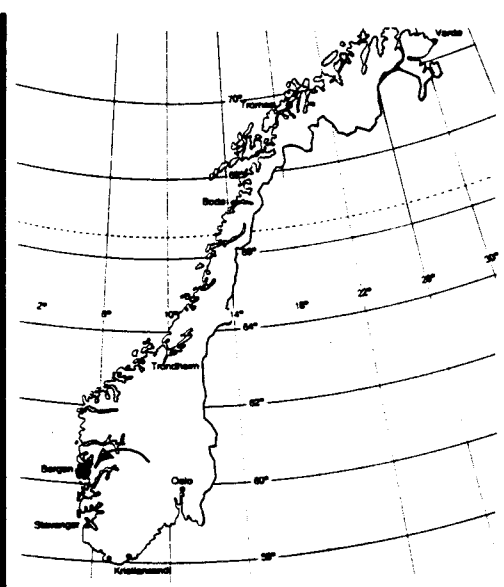 Vardø
70°
Tromsø
68°
Bodø
66°
2°
6°
10°
14°
18°
22°
26°
30°
64°
Trondheim
62°
Bergen
Oslo
60°
Stavanger
58°
Kristiansand